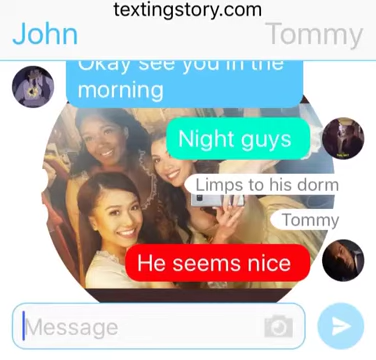 textingstory.com
John
Tommy
Okay see you in the
morning
Night guys
Limps to his dorm
Tommy
He seems nice
Message